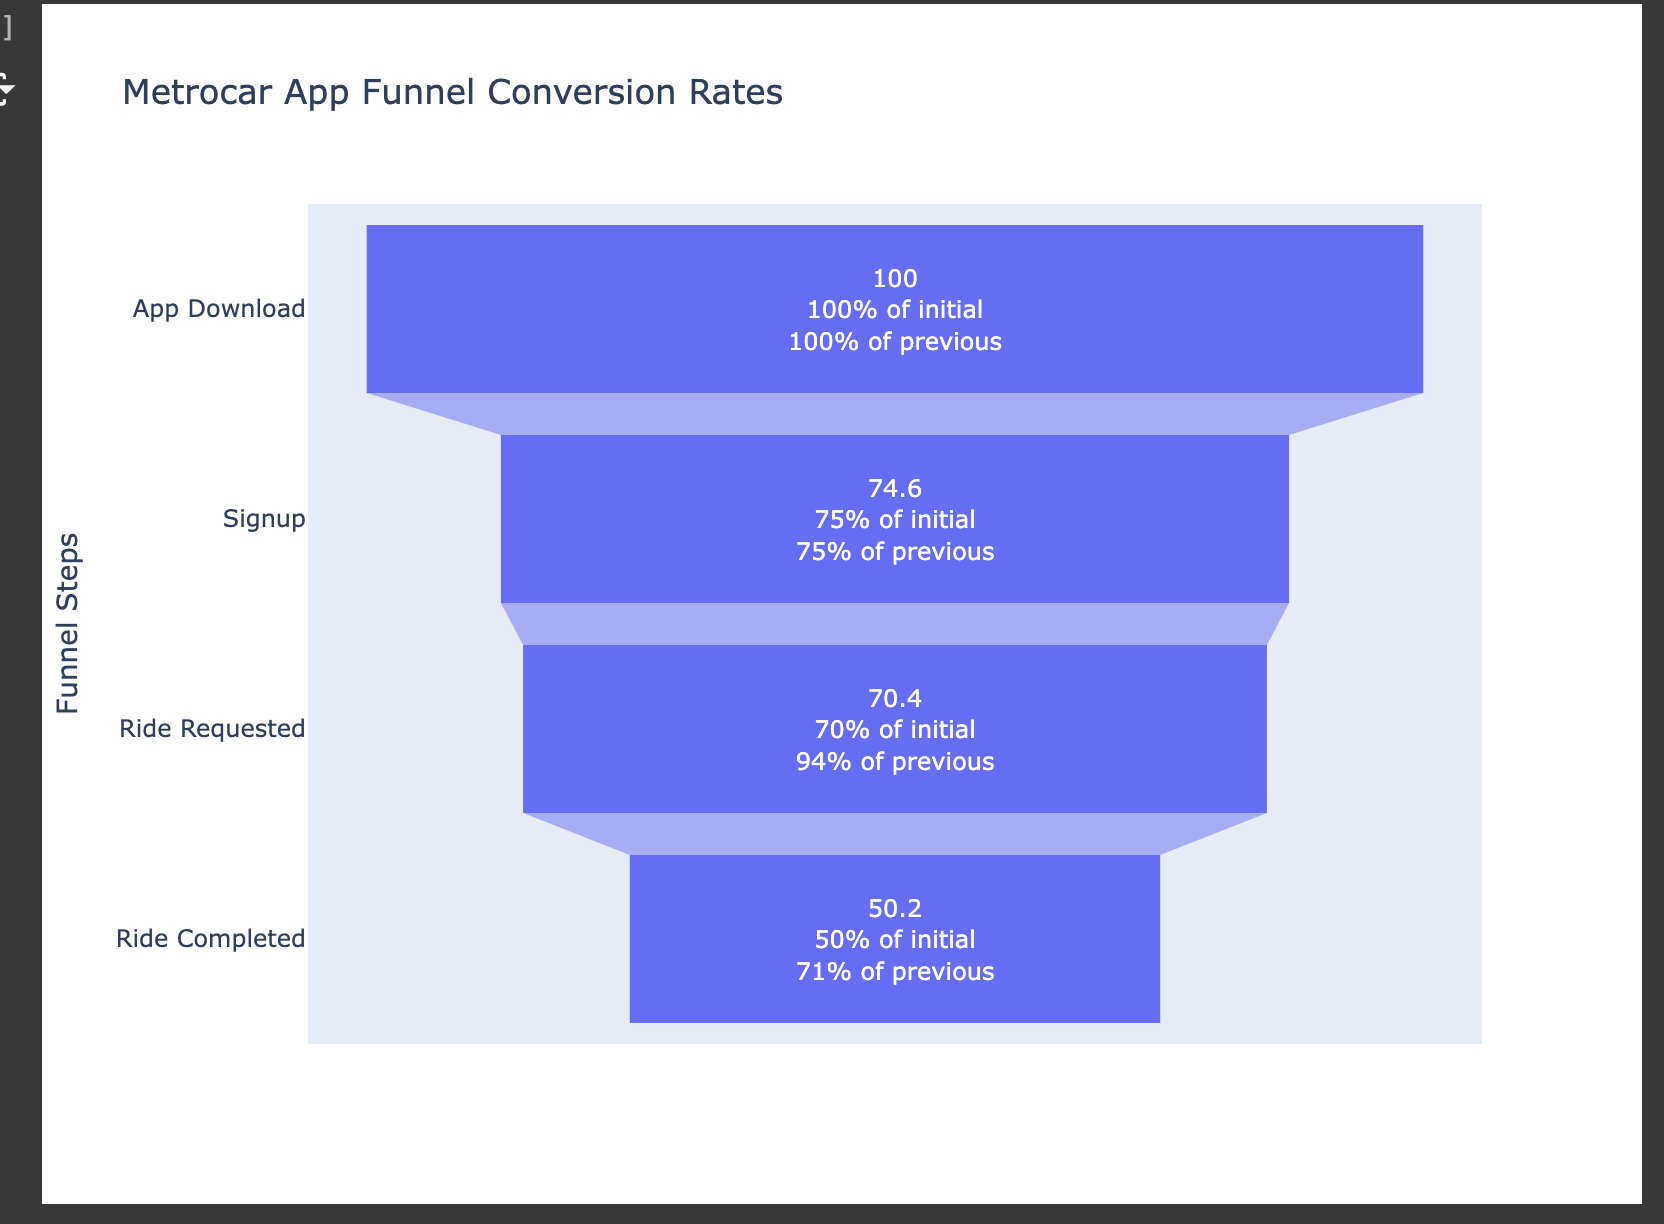 ]
Metrocar App Funnel Conversion Rates
Funnel Steps
App Download
100
100% of initial
100% of previous
Signup
74.6
75% of initial
75% of previous
Ride Requested
70.4
70% of initial
94% of previous
Ride Completed
50.2
50% of initial
71% of previous